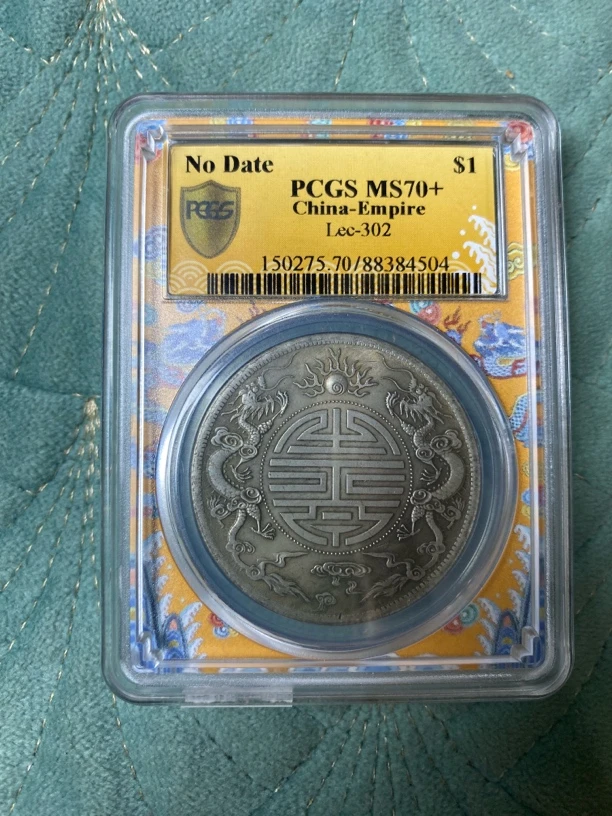 No Date $1
PCGS MS70+
China-Empire
Lec-302
150275.70/88384504
PCGS